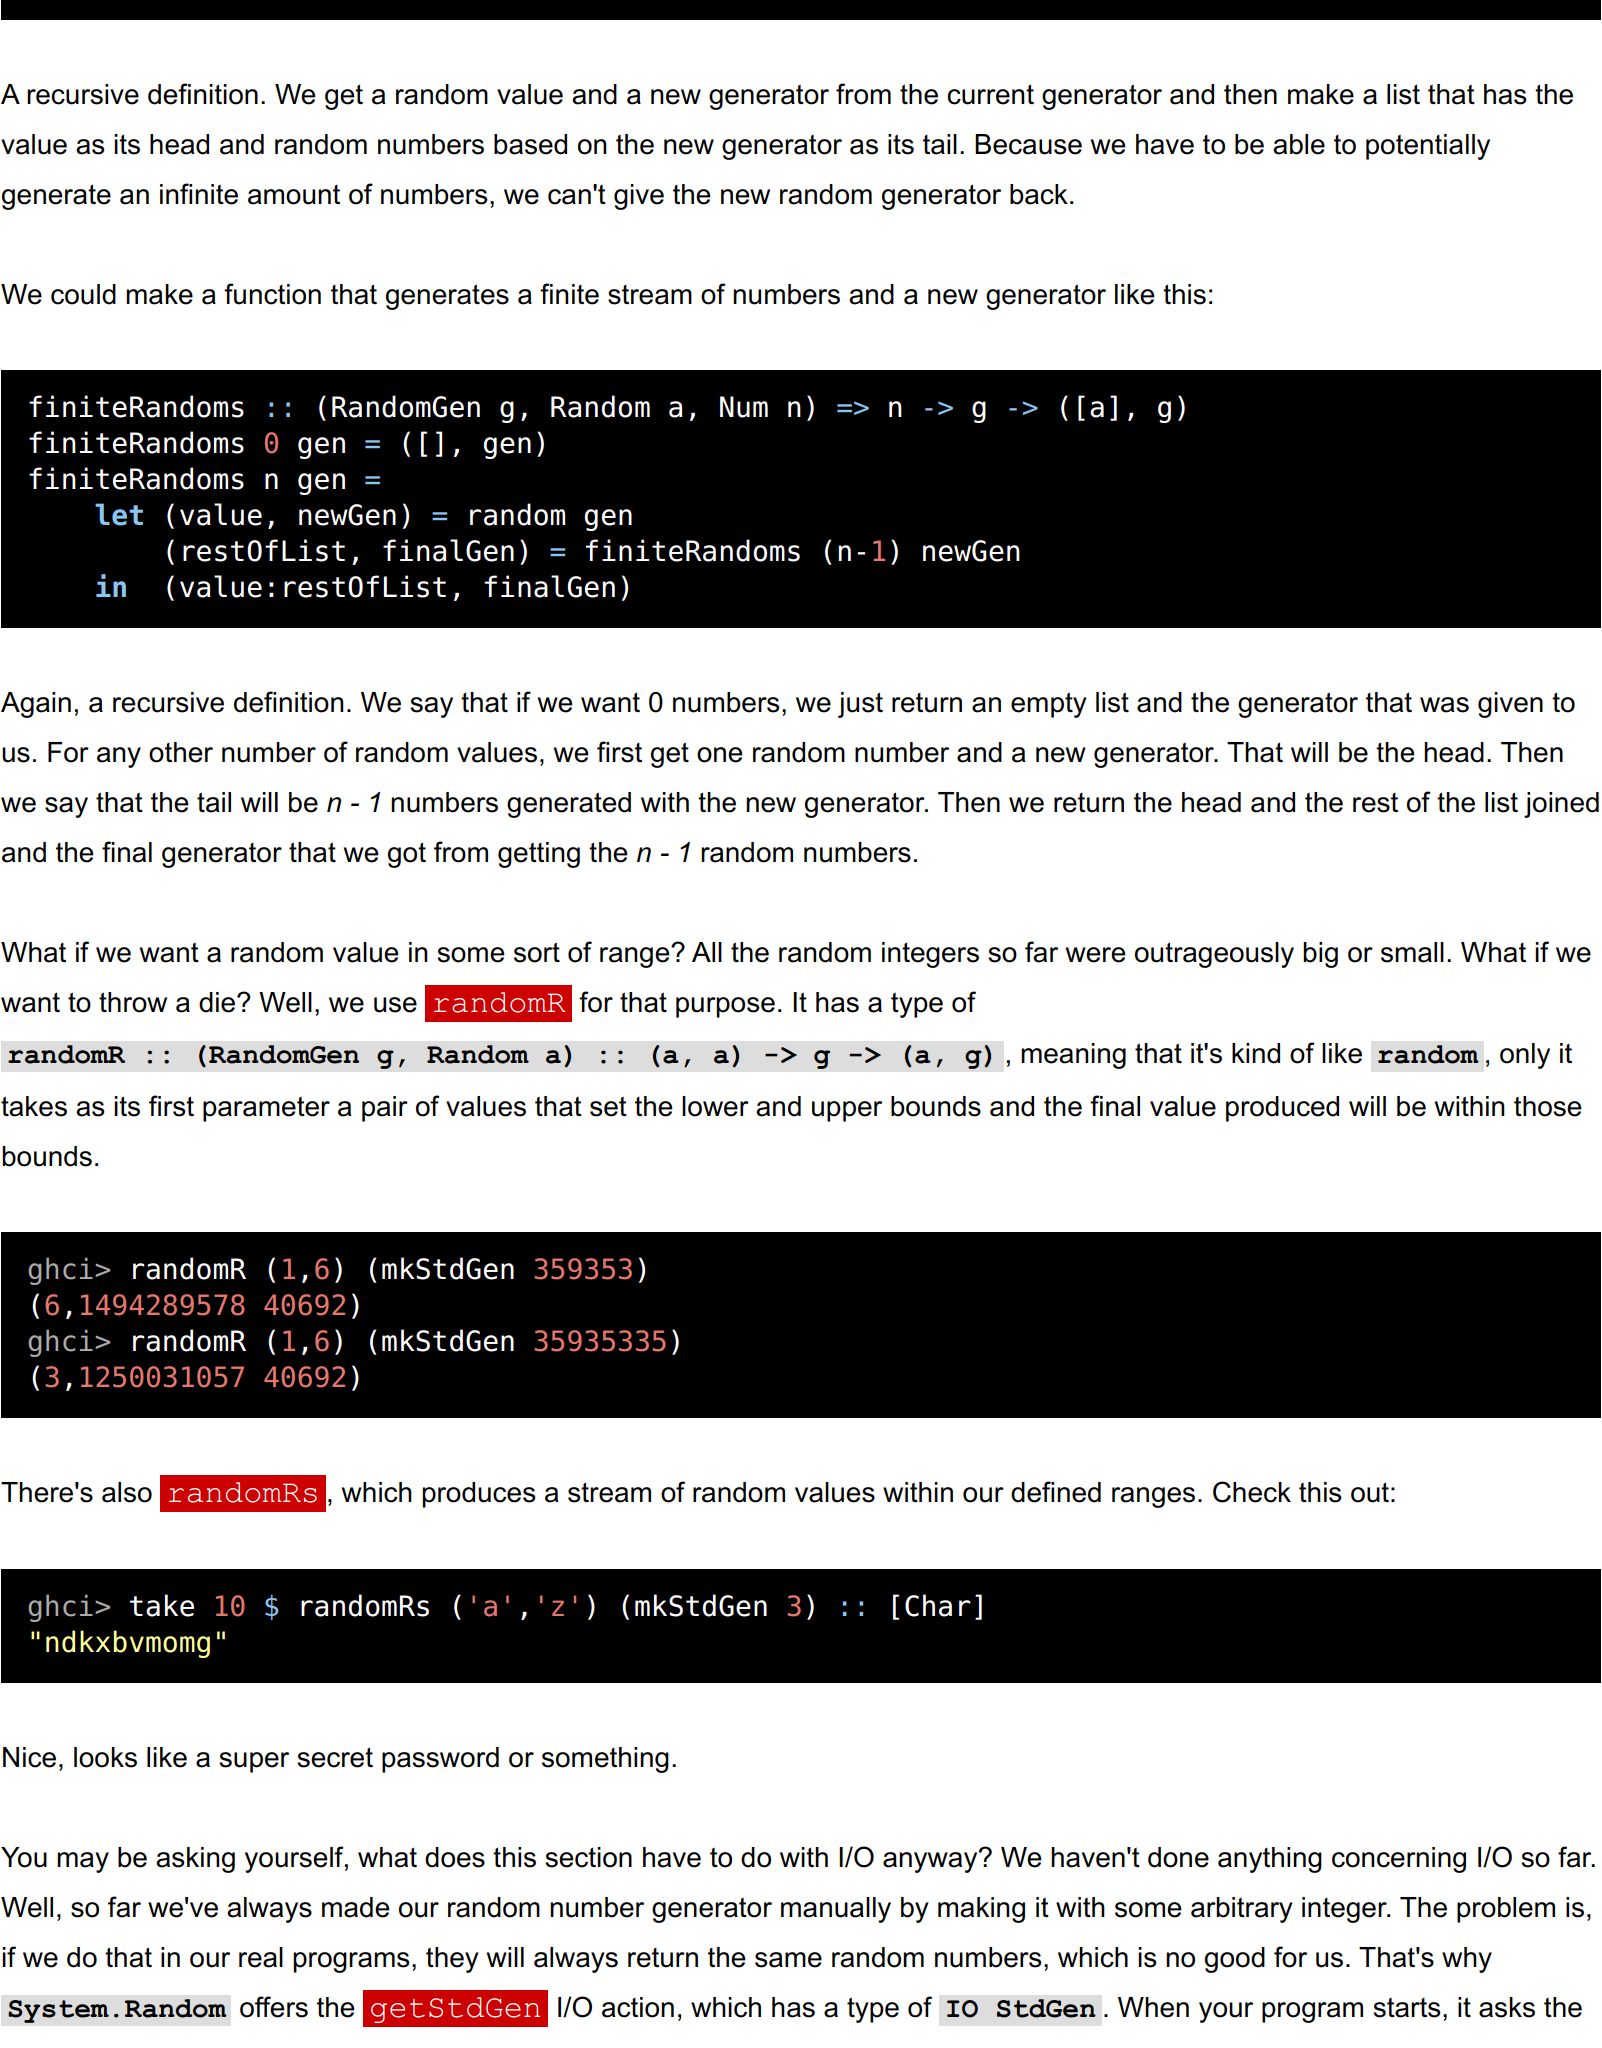 A recursive definition. We get a random value and a new generator from the current generator and then make a list that has the
value as its head and random numbers based on the new generator as its tail. Because we have to be able to potentially
generate an infinite amount of numbers, we can't give the new random generator back.
We could make a function that generates a finite stream of numbers and a new generator like this:
finiteRandoms :: (RandomGen g, Random a, Num n) => n -> g -> ([a], g)
finiteRandoms 0 gen = ([], gen)
finiteRandoms n gen =
    let (value, newGen) = random gen
        (restOfList, finalGen) = finiteRandoms (n-1) newGen
    in  (value:restOfList, finalGen)
Again, a recursive definition. We say that if we want 0 numbers, we just return an empty list and the generator that was given to
us. For any other number of random values, we first get one random number and a new generator. That will be the head. Then
we say that the tail will be n - 1 numbers generated with the new generator. Then we return the head and the rest of the list joined
and the final generator that we got from getting the n - 1 random numbers.
What if we want a random value in some sort of range? All the random integers so far were outrageously big or small. What if we
want to throw a die? Well, we use randomR for that purpose. It has a type of
randomR :: (RandomGen g, Random a) :: (a, a) -> g -> (a, g), meaning that it's kind of like random, only it
takes as its first parameter a pair of values that set the lower and upper bounds and the final value produced will be within those
bounds.
ghci> randomR (1,6) (mkStdGen 359353)
(6,1494289578 40692)
ghci> randomR (1,6) (mkStdGen 35935335)
(3,1250031057 40692)
There's also randomRs, which produces a stream of random values within our defined ranges. Check this out:
ghci> take 10 $ randomRs ('a','z') (mkStdGen 3) :: [Char]
"ndkxbvmomg"
Nice, looks like a super secret password or something.
You may be asking yourself, what does this section have to do with I/O anyway? We haven't done anything concerning I/O so far.
Well, so far we've always made our random number generator manually by making it with some arbitrary integer. The problem is,
if we do that in our real programs, they will always return the same random numbers, which is no good for us. That's why
System.Random offers the getStdGen I/O action, which has a type of IO StdGen. When your program starts, it asks the